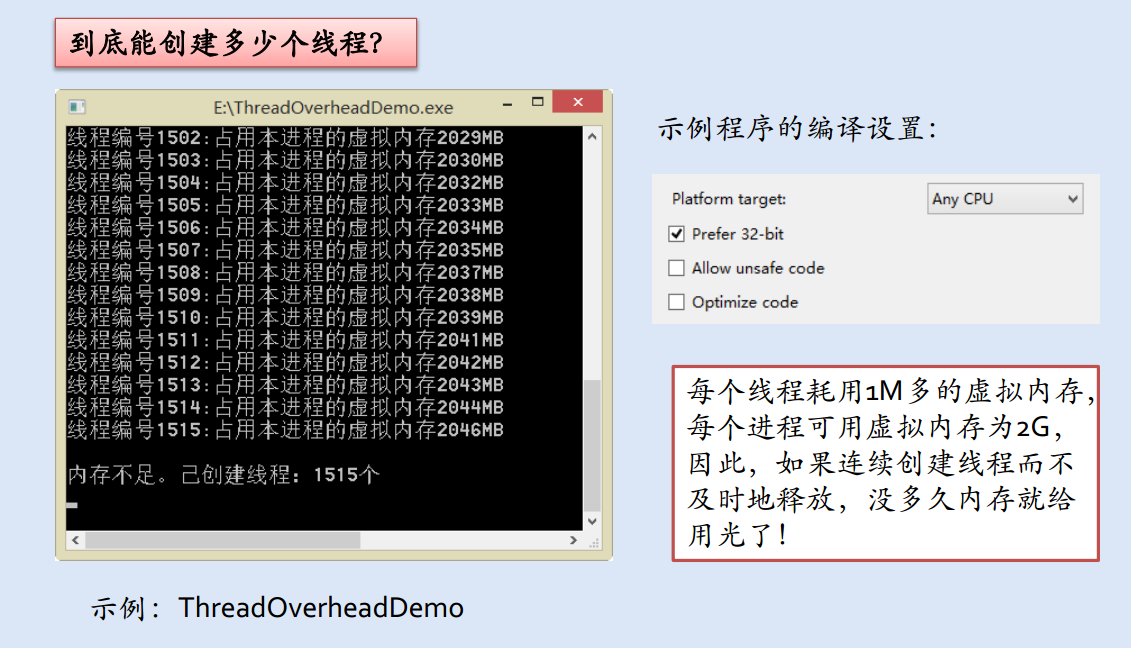 到底能创建多少个线程?
E:\ThreadOverheadDemo.exe
线程编号1502:占用本进程的虚拟内存2029MB
线程编号1503:占用本进程的虚拟内存2030MB
线程编号1504:占用本进程的虚拟内存2032MB
线程编号1505:占用本进程的虚拟内存2033MB
线程编号1506:占用本进程的虚拟内存2034MB
线程编号1507:占用本进程的虚拟内存2035MB
线程编号1508:占用本进程的虚拟内存2037MB
线程编号1509:占用本进程的虚拟内存2038MB
线程编号1510:占用本进程的虚拟内存2039MB
线程编号1511:占用本进程的虚拟内存2041MB
线程编号1512:占用本进程的虚拟内存2042MB
线程编号1513:占用本进程的虚拟内存2043MB
线程编号1514:占用本进程的虚拟内存2044MB
线程编号1515:占用本进程的虚拟内存2046MB
内存不足。己创建线程：1515个
示例程序的编译设置：
Platform target: Any CPU
Prefer 32-bit
Allow unsafe code
Optimize code
每个线程耗用1M多的虚拟内存，
每个进程可用虚拟内存为2G，
因此，如果连续创建线程而不
及时地释放，没多久内存就给
用光了！
示例：ThreadOverheadDemo